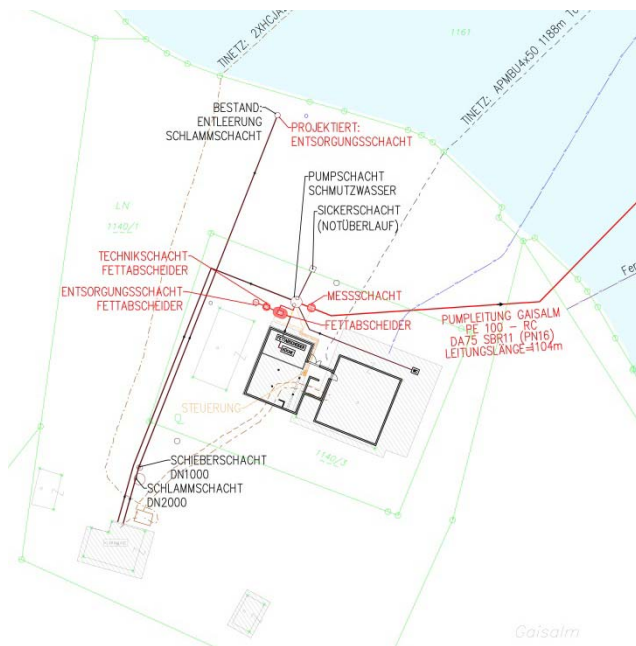 TINETZ: 2XHCJA
1161
TINETZ: APMBU4x50 1188m
BESTAND:
ENTLEERUNG
SCHLAMMSCHACHT
PROJEKTIERT:
ENTSORGUNGSSCHACHT
PUMPSCHACHT
SCHMUTZWASSER
LN
1140/1
SICKERSCHACHT
(NOTÜBERLAUF)
TECHNIKSCHACHT
FETTABSCHEIDER
ENTSORGUNGSSCHACHT
FETTABSCHEIDER
MESSSCHACHT
FETTABSCHEIDER
Fer
PUMPLEITUNG GAISALM
PE 100 - RC
DA75 SBR11 (PN16)
LEITUNGSLÄNGE=1104m
STEUERUNG
1140/3
SCHIEBERSCHACHT
DN1000
SCHLAMMSCHACHT
DN2000
Gaisalm